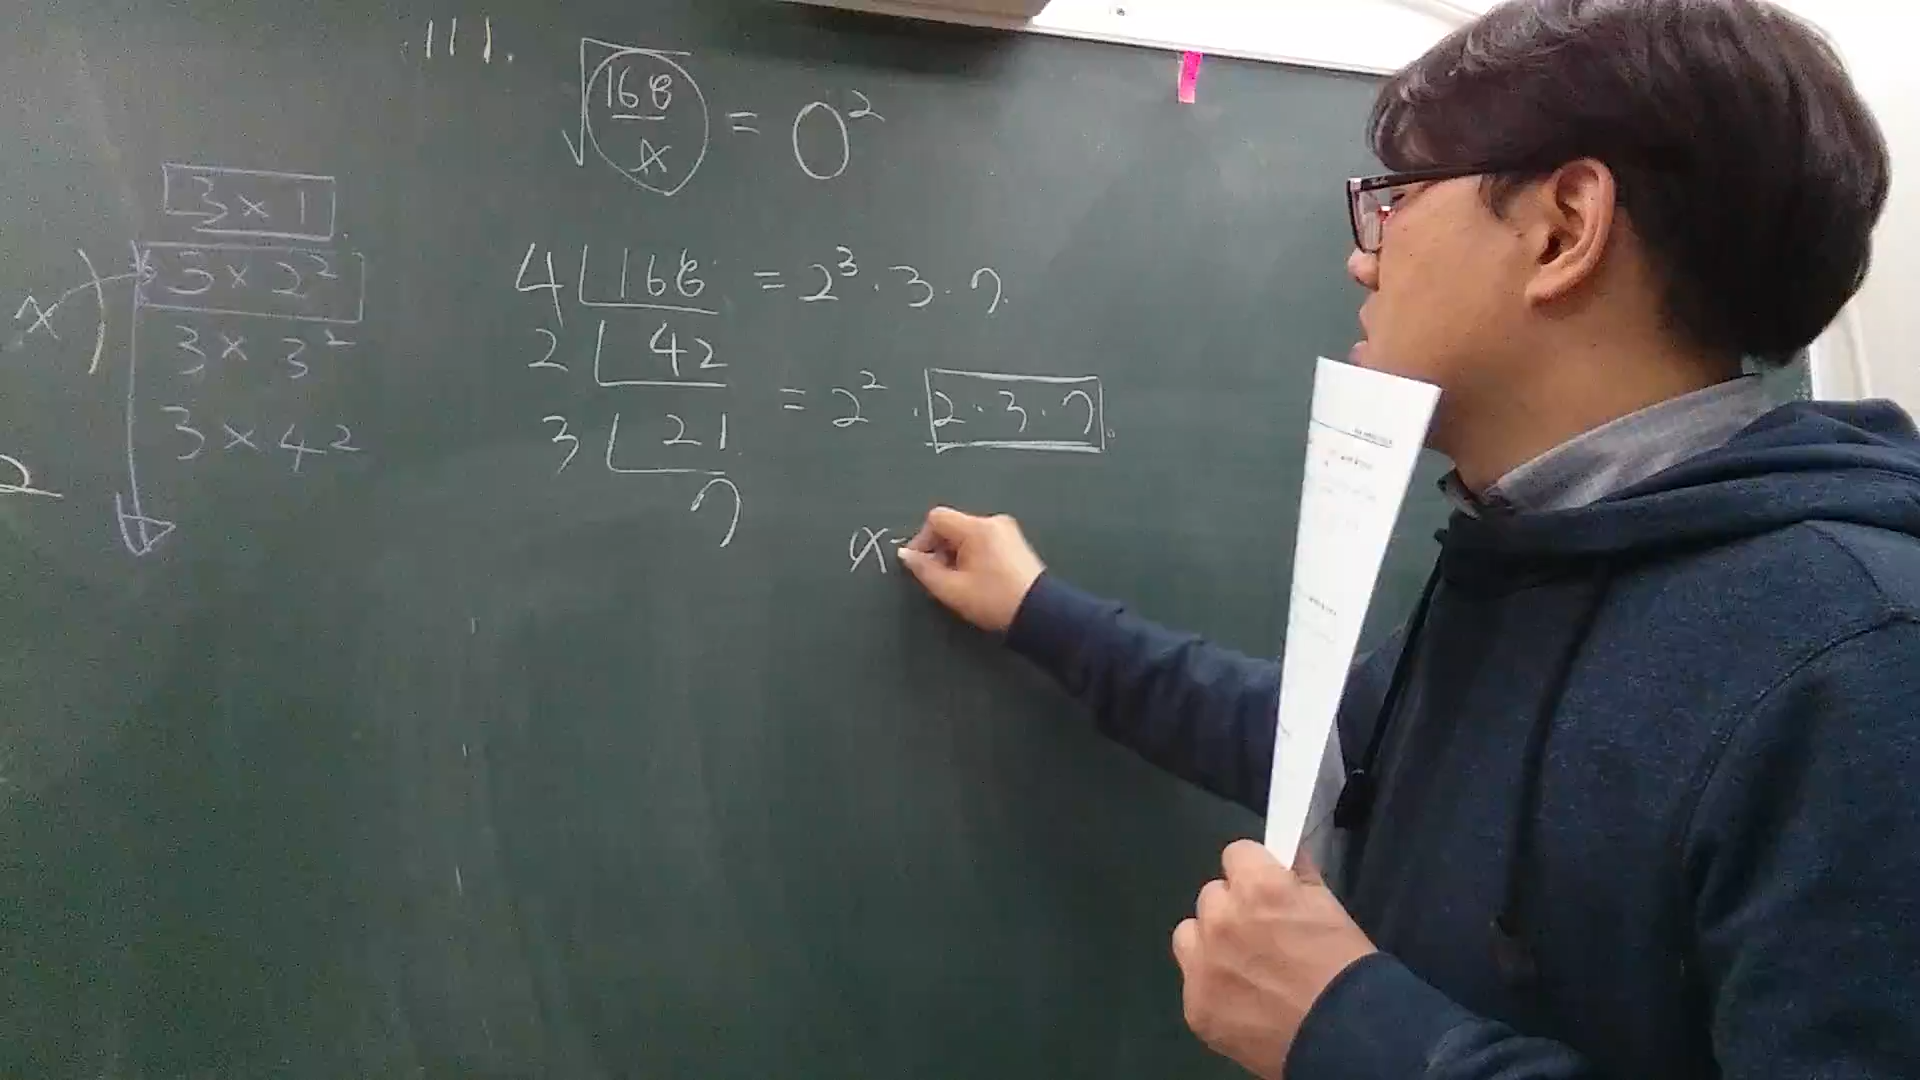 111.
√(168/x) = 0²
3 × 1
x) 3 × 2²
3 × 3²
3 × 4²
2
4 168 = 2³ · 3 · 7.
2 42
= 2² · 2 · 3 · 7.
3 21
7
x=